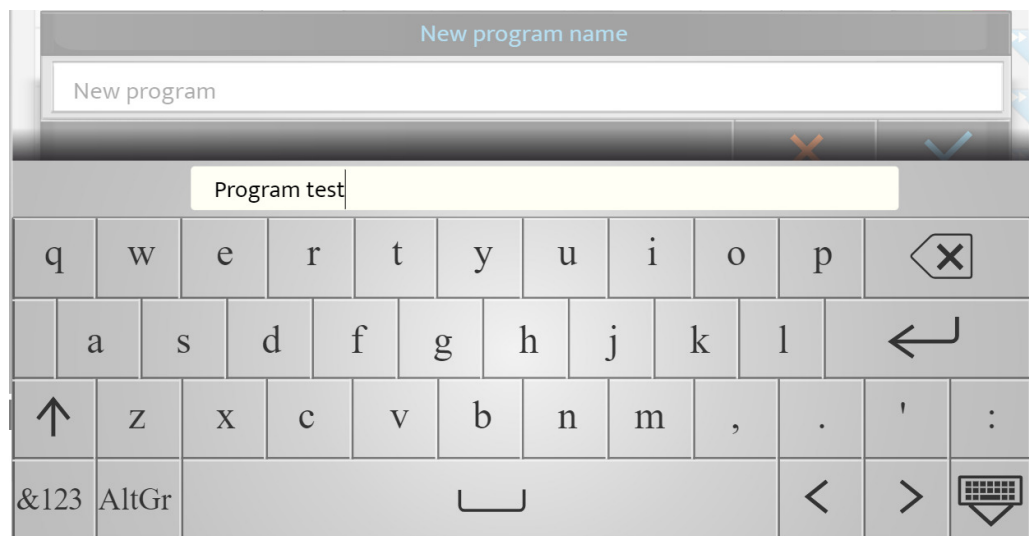 New program name
New program
Program test
q w e r t y u i o p
a s d f g h j k l
z x c v b n m , . ' :
&123 AltGr < >